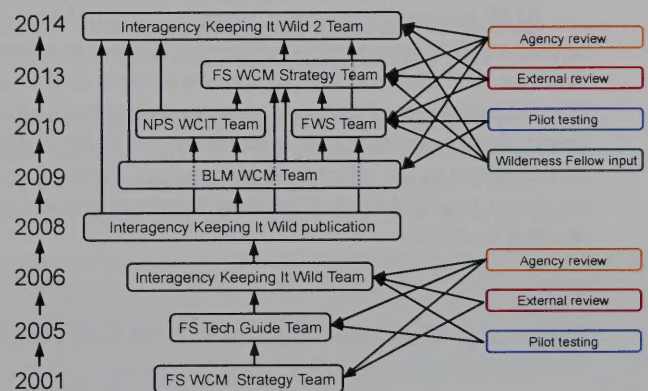 2014
Interagency Keeping It Wild 2 Team
Agency review
2013
FS WCM Strategy Team
External review
2010
NPS WCIT Team
FWS Team
Pilot testing
Wilderness Fellow input
2009
BLM WCM Team
2008
Interagency Keeping It Wild publication
2006
Interagency Keeping It Wild Team
Agency review
2005
FS Tech Guide Team
External review
Pilot testing
2001
FS WCM Strategy Team